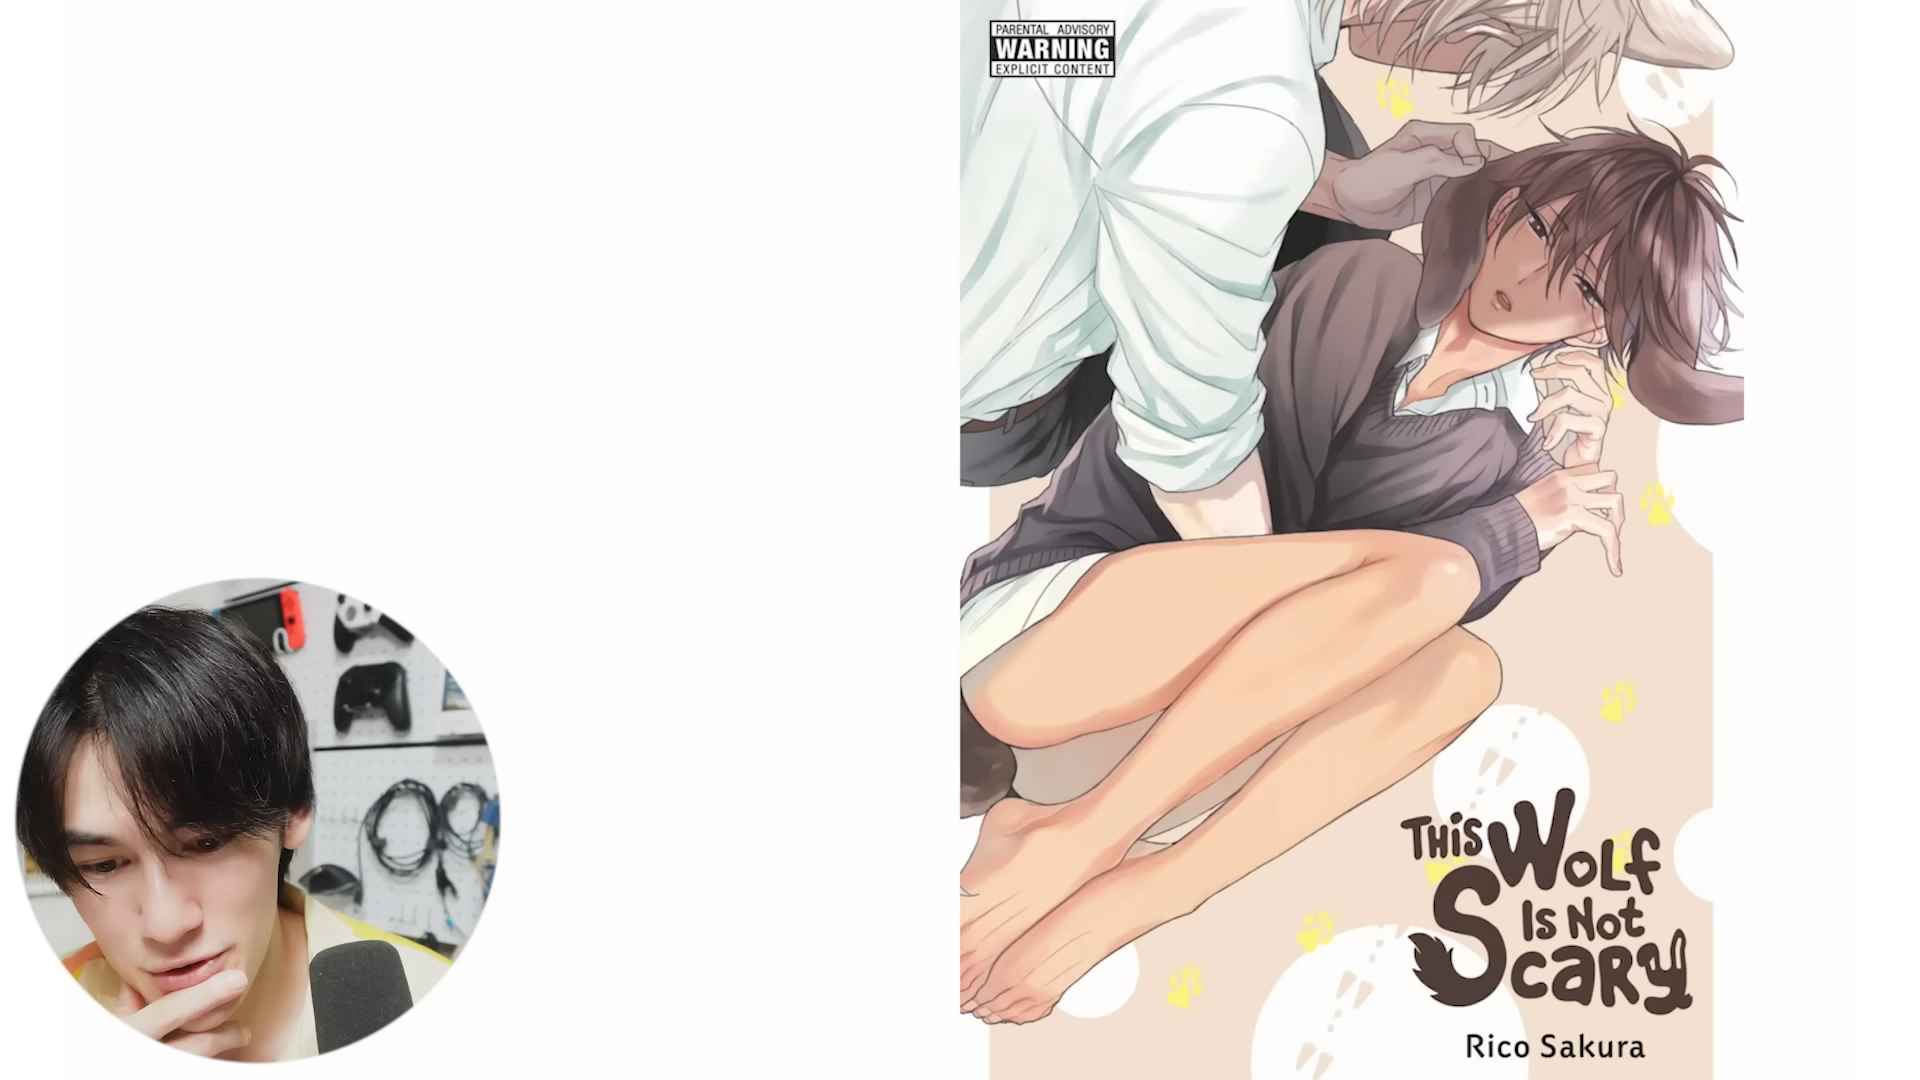 PARENTAL ADVISORY
WARNING
EXPLICIT CONTENT
THIS WOLF
IS NOT
SCARY
Rico Sakura